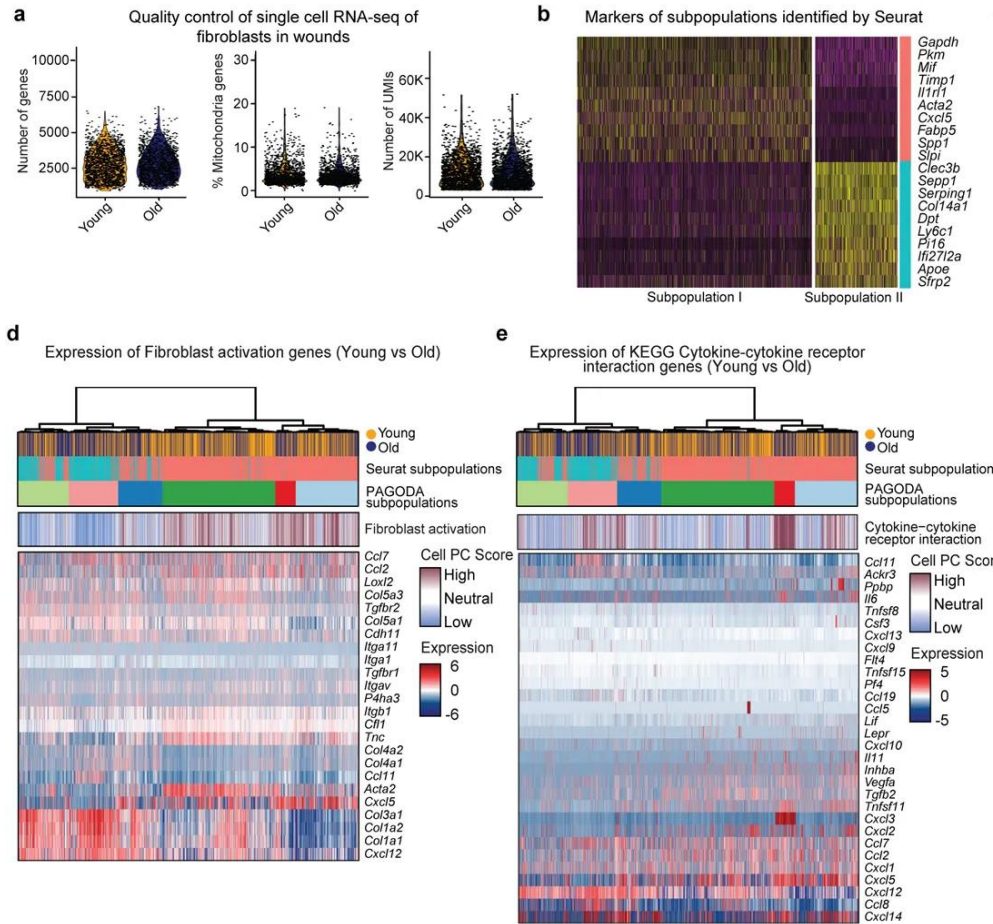 a
Quality control of single cell RNA-seq of
fibroblasts in wounds
Number of genes
10000
7500
5000
2500
Young
Old
% Mitochondria genes
30
20
10
0
Young
Old
Number of UMIs
60K
40K
20K
0
Young
Old
b
Markers of subpopulations identified by Seurat
Gapdh
Pkm
Mif
Timp1
Il1rl1
Acta2
Cxcl5
Fabp5
Spp1
Slpi
Clec3b
Sepp1
Serping1
Col14a1
Dpt
Ly6c1
Pi16
Ifi27l2a
Apoe
Sfrp2
Subpopulation I
Subpopulation II
d
Expression of Fibroblast activation genes (Young vs Old)
Young
Old
Seurat subpopulations
PAGODA
subpopulations
Fibroblast activation
Ccl7
Ccl2
Loxl2
Col5a3
Tgfbr2
Col5a1
Cdh11
Itga11
Itga1
Tgfbr1
Itgav
P4ha3
Itgb1
Cfl1
Tnc
Col4a2
Col4a1
Ccl11
Acta2
Cxcl5
Col3a1
Col1a2
Col1a1
Cxcl12
Cell PC Score
High
Neutral
Low
Expression
6
0
-6
e
Expression of KEGG Cytokine-cytokine receptor
interaction genes (Young vs Old)
Young
Old
Seurat subpopulation
PAGODA
subpopulations
Cytokine-cytokine
receptor interaction
Ccl11
Ackr3
Ppbp
Il6
Tnfsf8
Csf3
Cxcl13
Cxcl9
Flt4
Tnfsf15
Pf4
Ccl19
Ccl5
Lif
Lepr
Cxcl10
Il11
Inhba
Vegfa
Tgfb2
Tnfsf11
Cxcl3
Cxcl2
Ccl7
Ccl2
Cxcl1
Cxcl5
Cxcl12
Ccl8
Cxcl14
Cell PC Scor
High
Neutral
Low
Expression
5
0
-5